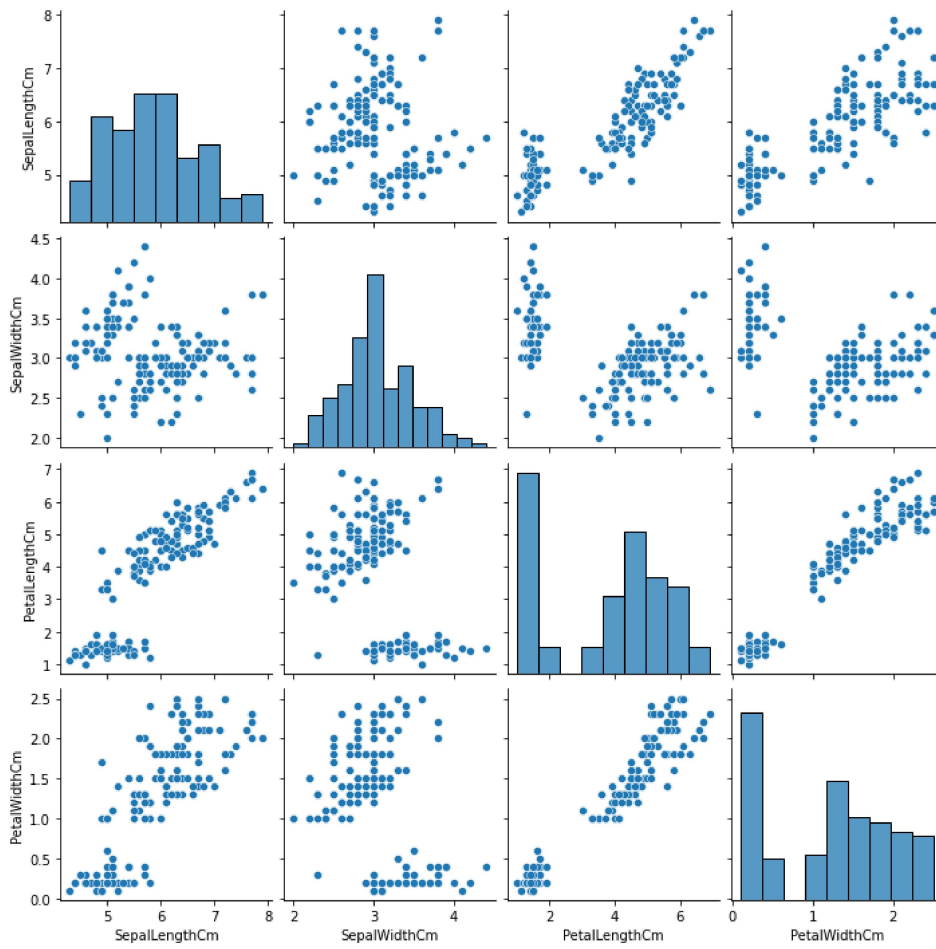 SepalLengthCm
8
7
6
5
SepalWidthCm
4.5
4.0
3.5
3.0
2.5
2.0
PetalLengthCm
7
6
5
4
3
2
1
PetalWidthCm
2.5
2.0
1.5
1.0
0.5
0.0
5 6 7 8
SepalLengthCm
2 3 4
SepalWidthCm
2 4 6
PetalLengthCm
0 1 2
PetalWidthCm